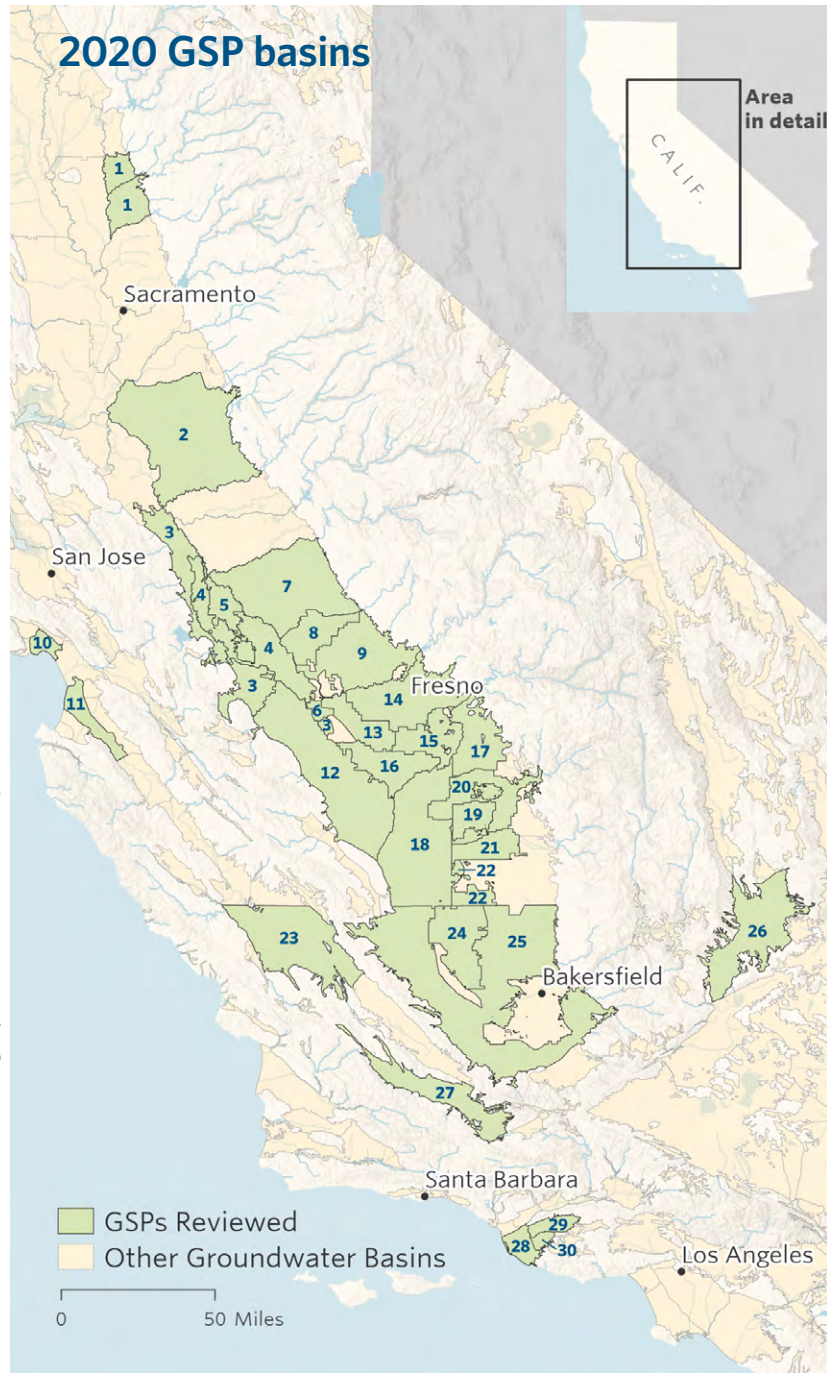 2020 GSP basins
Area
in detail
CALIF.
1
1
Sacramento
2
3
San Jose
7
4
5
8
4
9
10
3
Fresno
14
11
6
3
13
15
17
12
16
20
19
18
21
22
22
23
24
25
26
Bakersfield
27
Santa Barbara
GSPs Reviewed
29
28
30
Other Groundwater Basins
Los Angeles
0 50 Miles